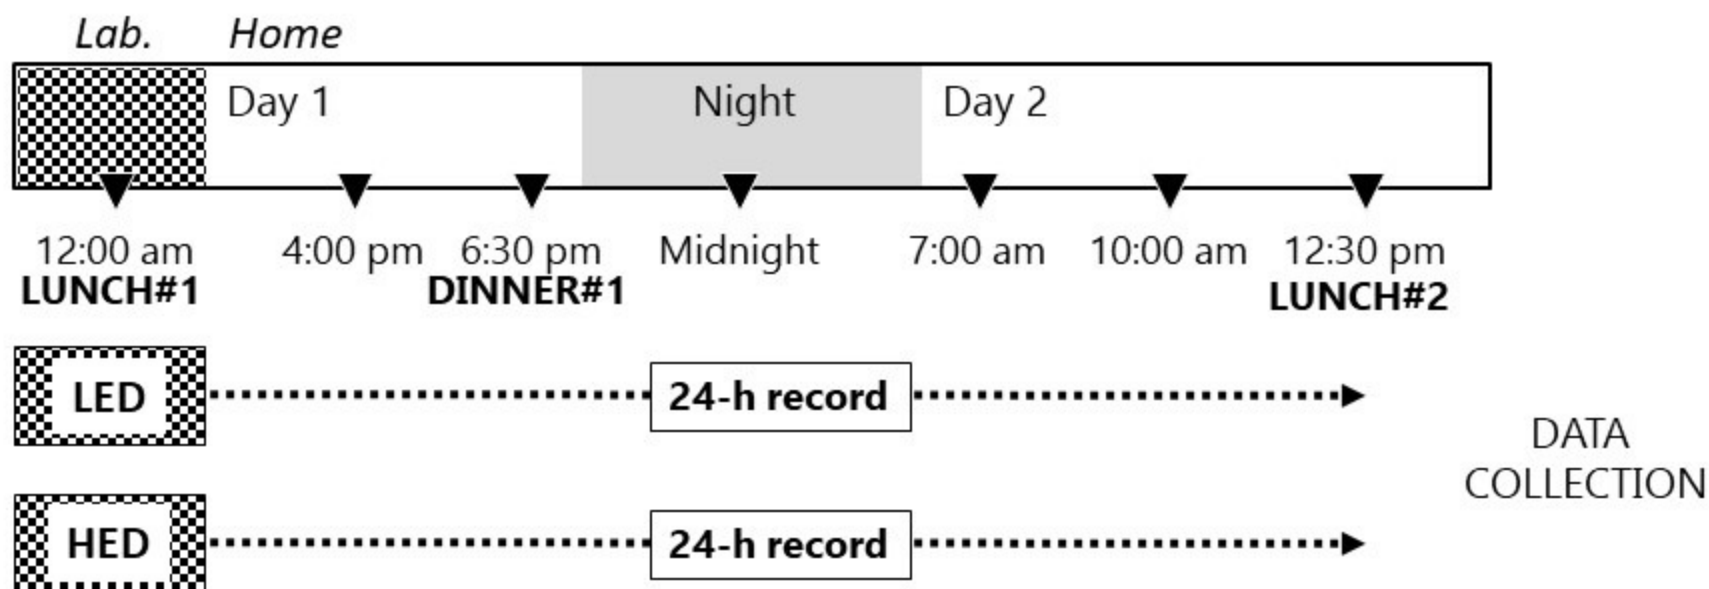 Lab. Home
Day 1 Night Day 2
12:00 am 4:00 pm 6:30 pm Midnight 7:00 am 10:00 am 12:30 pm
LUNCH#1 DINNER#1 LUNCH#2
LED 24-h record
DATA
COLLECTION
HED 24-h record